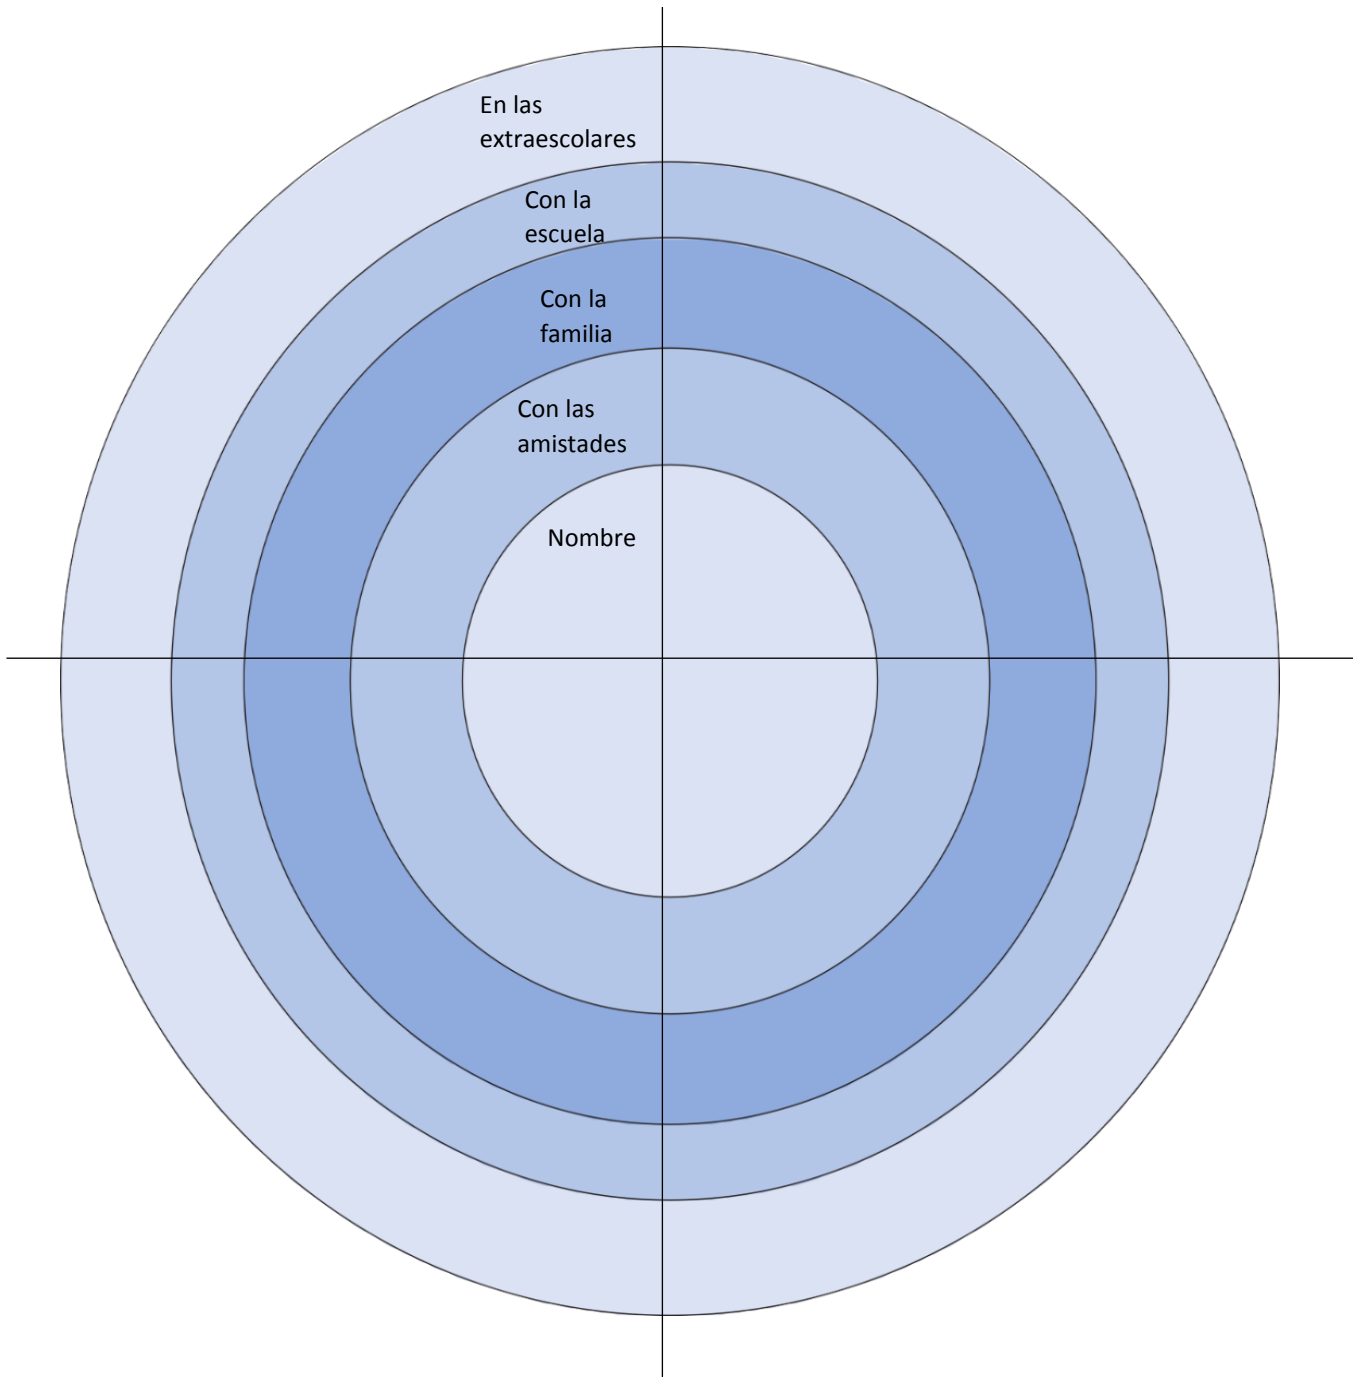 En las
extraescolares
Con la
escuela
Con la
familia
Con las
amistades
Nombre